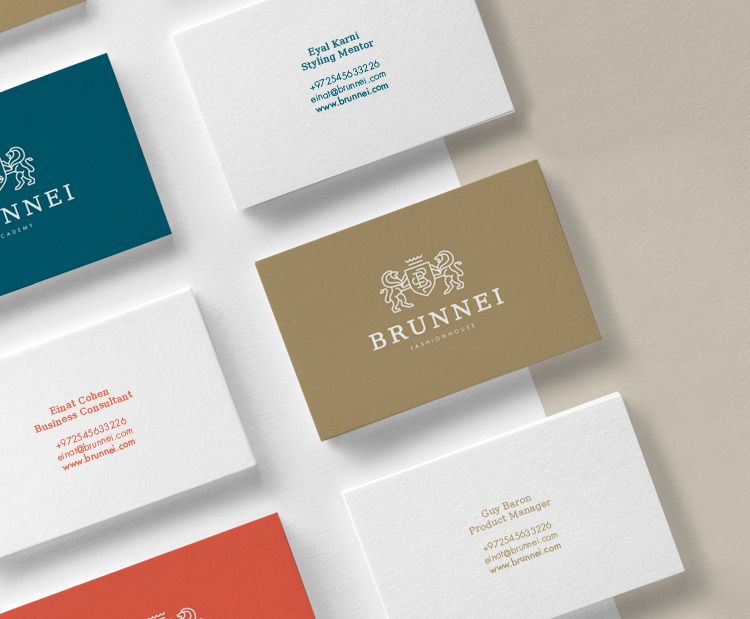 Eyal Karni
Styling Mentor
+972545633226
einat@brunnei.com
www.brunnei.com
ACADEMY
B
BRUNNEI
FASHIONHOUSE
Einat Cohen
Business Consultant
+972545633226
einat@brunnei.com
www.brunnei.com
Guy Baron
Product Manager
+972545633226
einat@brunnei.com
www.brunnei.com